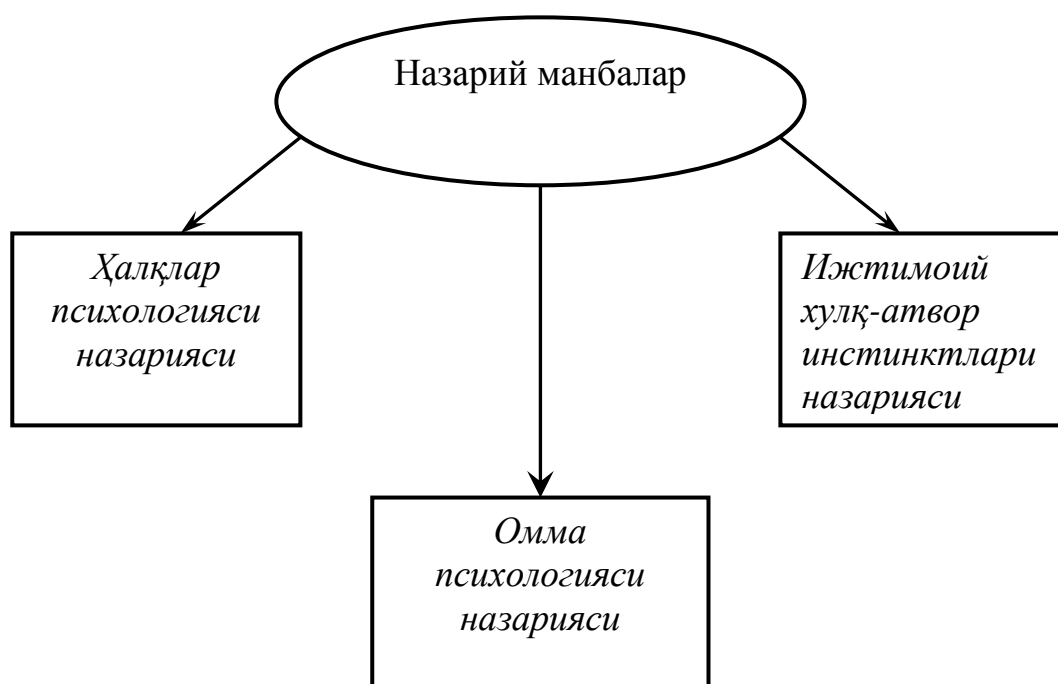 Назарий манбалар
Ҳалқлар
психологияси
назарияси
Ижтимоий
хулқ-атвор
инстинктлари
назарияси
Омма
психологияси
назарияси